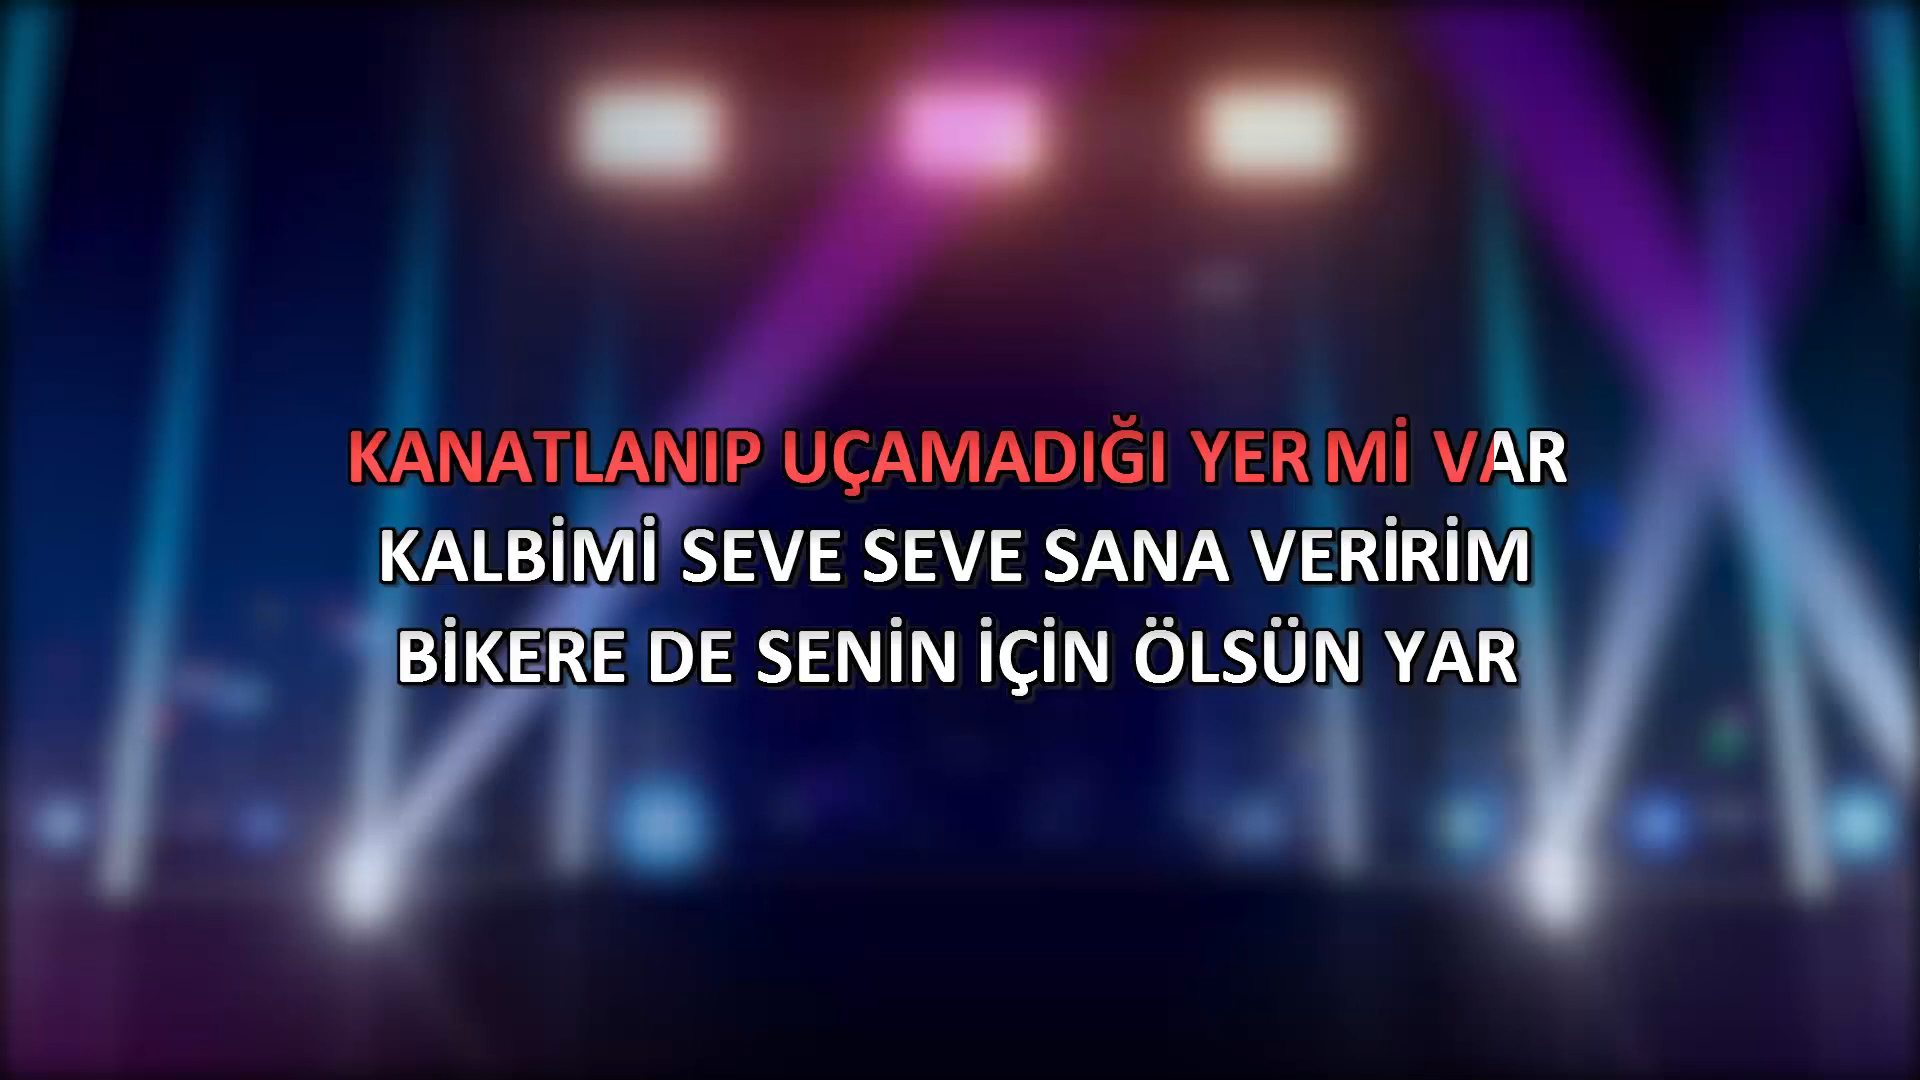 KANATLANIP UÇAMADIĞI YER Mİ VAR
KALBİMİ SEVE SEVE SANA VERİRİM
BİKERE DE SENİN İÇİN ÖLSÜN YAR